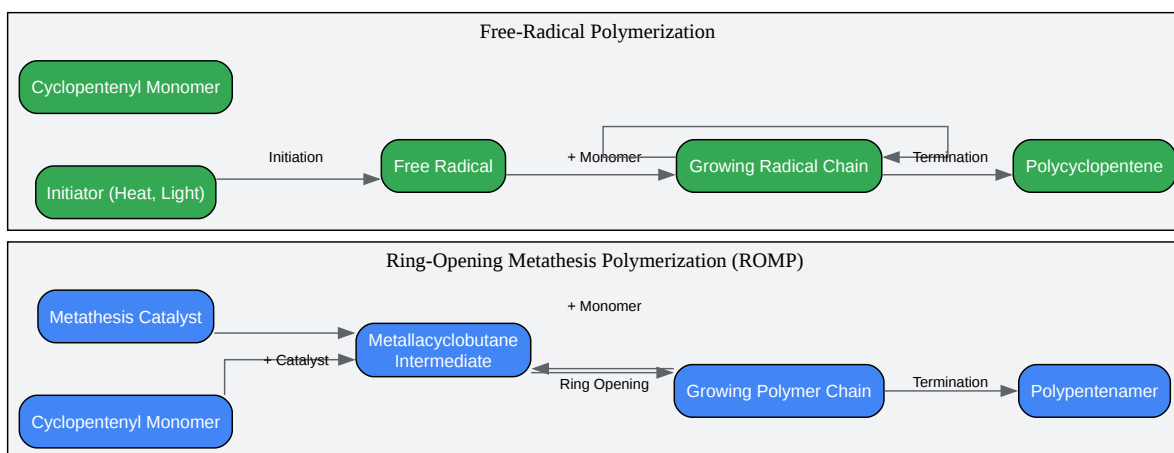 Free-Radical Polymerization
Cyclopentenyl Monomer
Initiator (Heat, Light)
Initiation
Free Radical
+ Monomer
Growing Radical Chain
Termination
Polycyclopentene
Ring-Opening Metathesis Polymerization (ROMP)
Metathesis Catalyst
Cyclopentenyl Monomer
+ Catalyst
Metallacyclobutane
Intermediate
+ Monomer
Ring Opening
Growing Polymer Chain
Termination
Polypentenamer